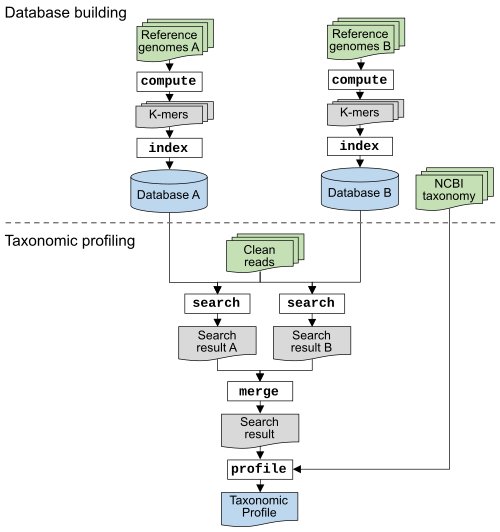 Database building
Reference
genomes A
Reference
genomes B
compute
compute
K-mers
K-mers
index
index
Database A
Database B
NCBI
taxonomy
Taxonomic profiling
Clean
reads
search
search
Search
result A
Search
result B
merge
Search
result
profile
Taxonomic
Profile